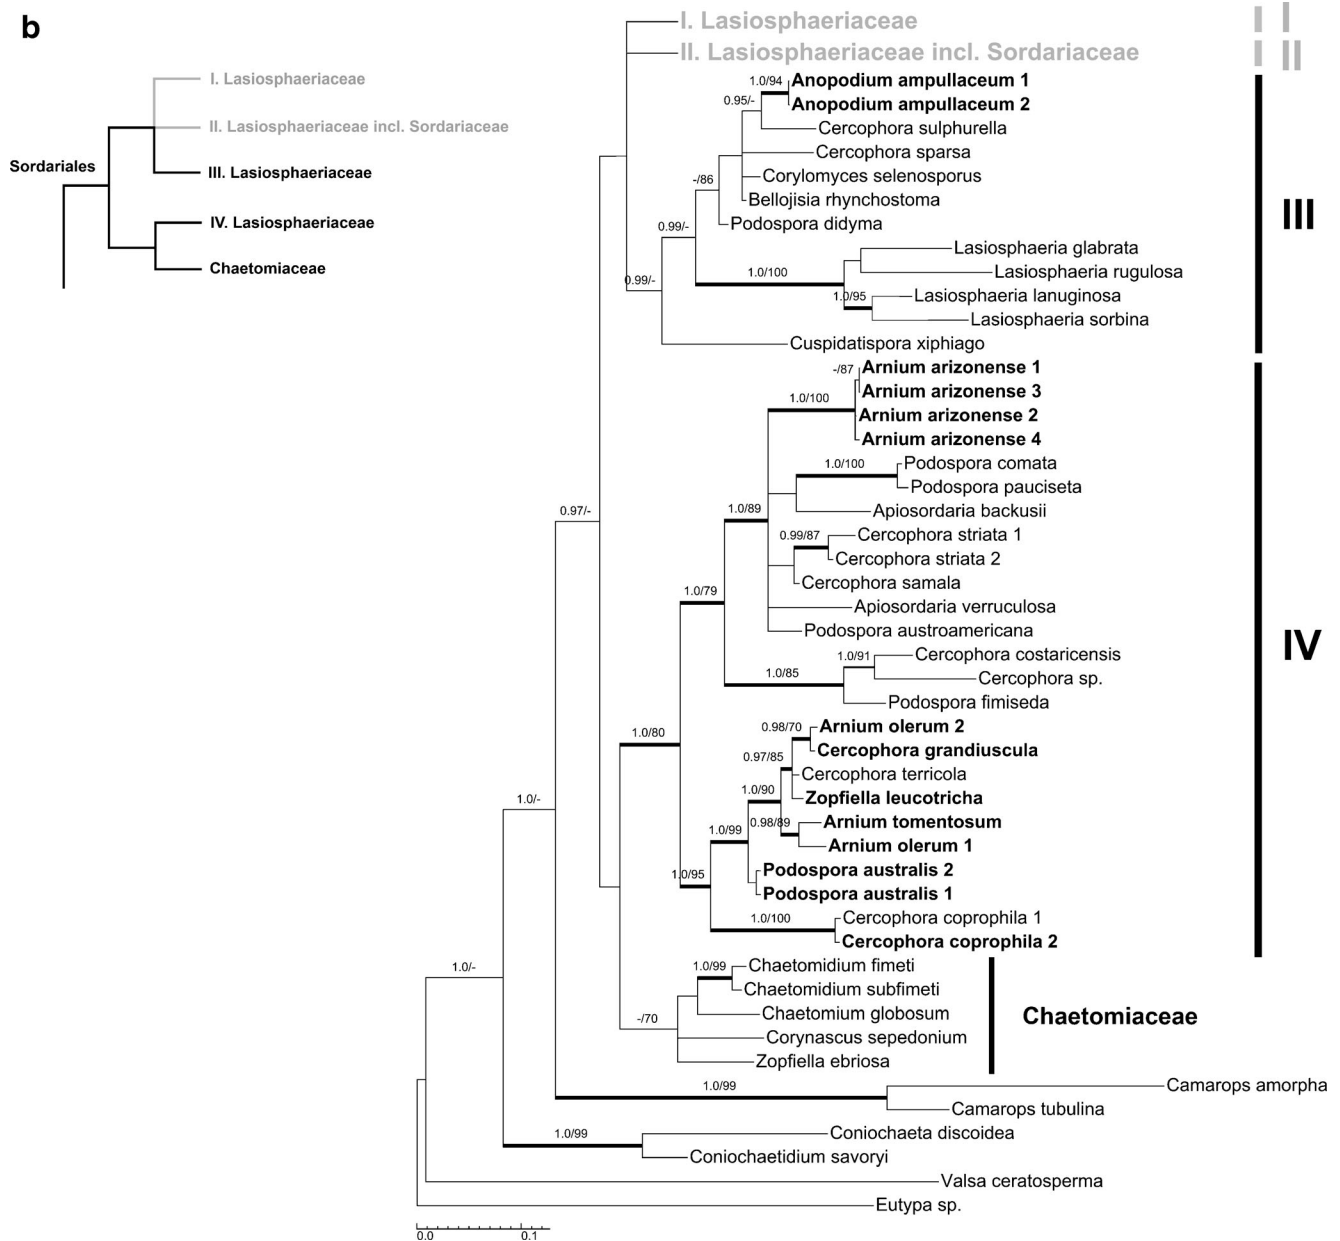 b
I. Lasiosphaeriaceae
II. Lasiosphaeriaceae incl. Sordariaceae
Sordariales
III. Lasiosphaeriaceae
IV. Lasiosphaeriaceae
Chaetomiaceae
I. Lasiosphaeriaceae
I
II. Lasiosphaeriaceae incl. Sordariaceae
II
1.0/94
Anopodium ampullaceum 1
0.95/-
Anopodium ampullaceum 2
Cercophora sulphurella
Cercophora sparsa
-/86
Corylomyces selenosporus
Bellojisia rhynchostoma
III
0.99/-
Podospora didyma
Lasiosphaeria glabrata
1.0/100
Lasiosphaeria rugulosa
0.99/-
1.0/95
Lasiosphaeria lanuginosa
Lasiosphaeria sorbina
Cuspidatispora xiphiago
-/87
Arnium arizonense 1
Arnium arizonense 3
1.0/100
Arnium arizonense 2
Arnium arizonense 4
1.0/100
Podospora comata
Podospora pauciseta
0.97/-
1.0/89
Apiosordaria backusii
0.99/87
Cercophora striata 1
Cercophora striata 2
Cercophora samala
1.0/79
Apiosordaria verruculosa
Podospora austroamericana
IV
1.0/91
Cercophora costaricensis
1.0/85
Cercophora sp.
Podospora fimiseda
1.0/80
0.98/70
Arnium olerum 2
0.97/85
Cercophora grandiuscula
Cercophora terricola
1.0/-
1.0/90
Zopfiella leucotricha
0.98/89
Arnium tomentosum
1.0/99
Arnium olerum 1
1.0/95
Podospora australis 2
Podospora australis 1
1.0/100
Cercophora coprophila 1
Cercophora coprophila 2
1.0/-
1.0/99
Chaetomidium fimeti
Chaetomidium subfimeti
-/70
Chaetomium globosum
Chaetomiaceae
Corynascus sepedonium
Zopfiella ebriosa
1.0/99
Camarops amorpha
Camarops tubulina
1.0/99
Coniochaeta discoidea
Coniochaetidium savoryi
Valsa ceratosperma
Eutypa sp.
0.0 0.1